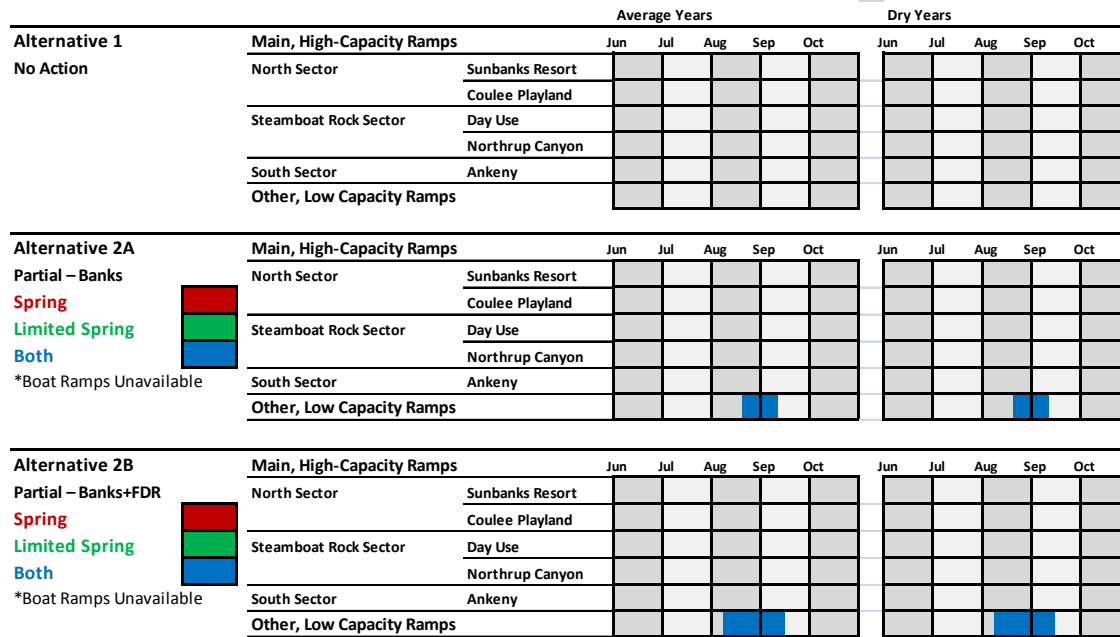 Average Years Dry Years
Alternative 1 Main, High-Capacity Ramps Jun Jul Aug Sep Oct Jun Jul Aug Sep Oct
No Action North Sector Sunbanks Resort
Coulee Playland
Steamboat Rock Sector Day Use
Northrup Canyon
South Sector Ankeny
Other, Low Capacity Ramps
Alternative 2A Main, High-Capacity Ramps Jun Jul Aug Sep Oct Jun Jul Aug Sep Oct
Partial – Banks North Sector Sunbanks Resort
Spring Coulee Playland
Limited Spring Steamboat Rock Sector Day Use
Both Northrup Canyon
*Boat Ramps Unavailable South Sector Ankeny
Other, Low Capacity Ramps
Alternative 2B Main, High-Capacity Ramps Jun Jul Aug Sep Oct Jun Jul Aug Sep Oct
Partial – Banks+FDR North Sector Sunbanks Resort
Spring Coulee Playland
Limited Spring Steamboat Rock Sector Day Use
Both Northrup Canyon
*Boat Ramps Unavailable South Sector Ankeny
Other, Low Capacity Ramps